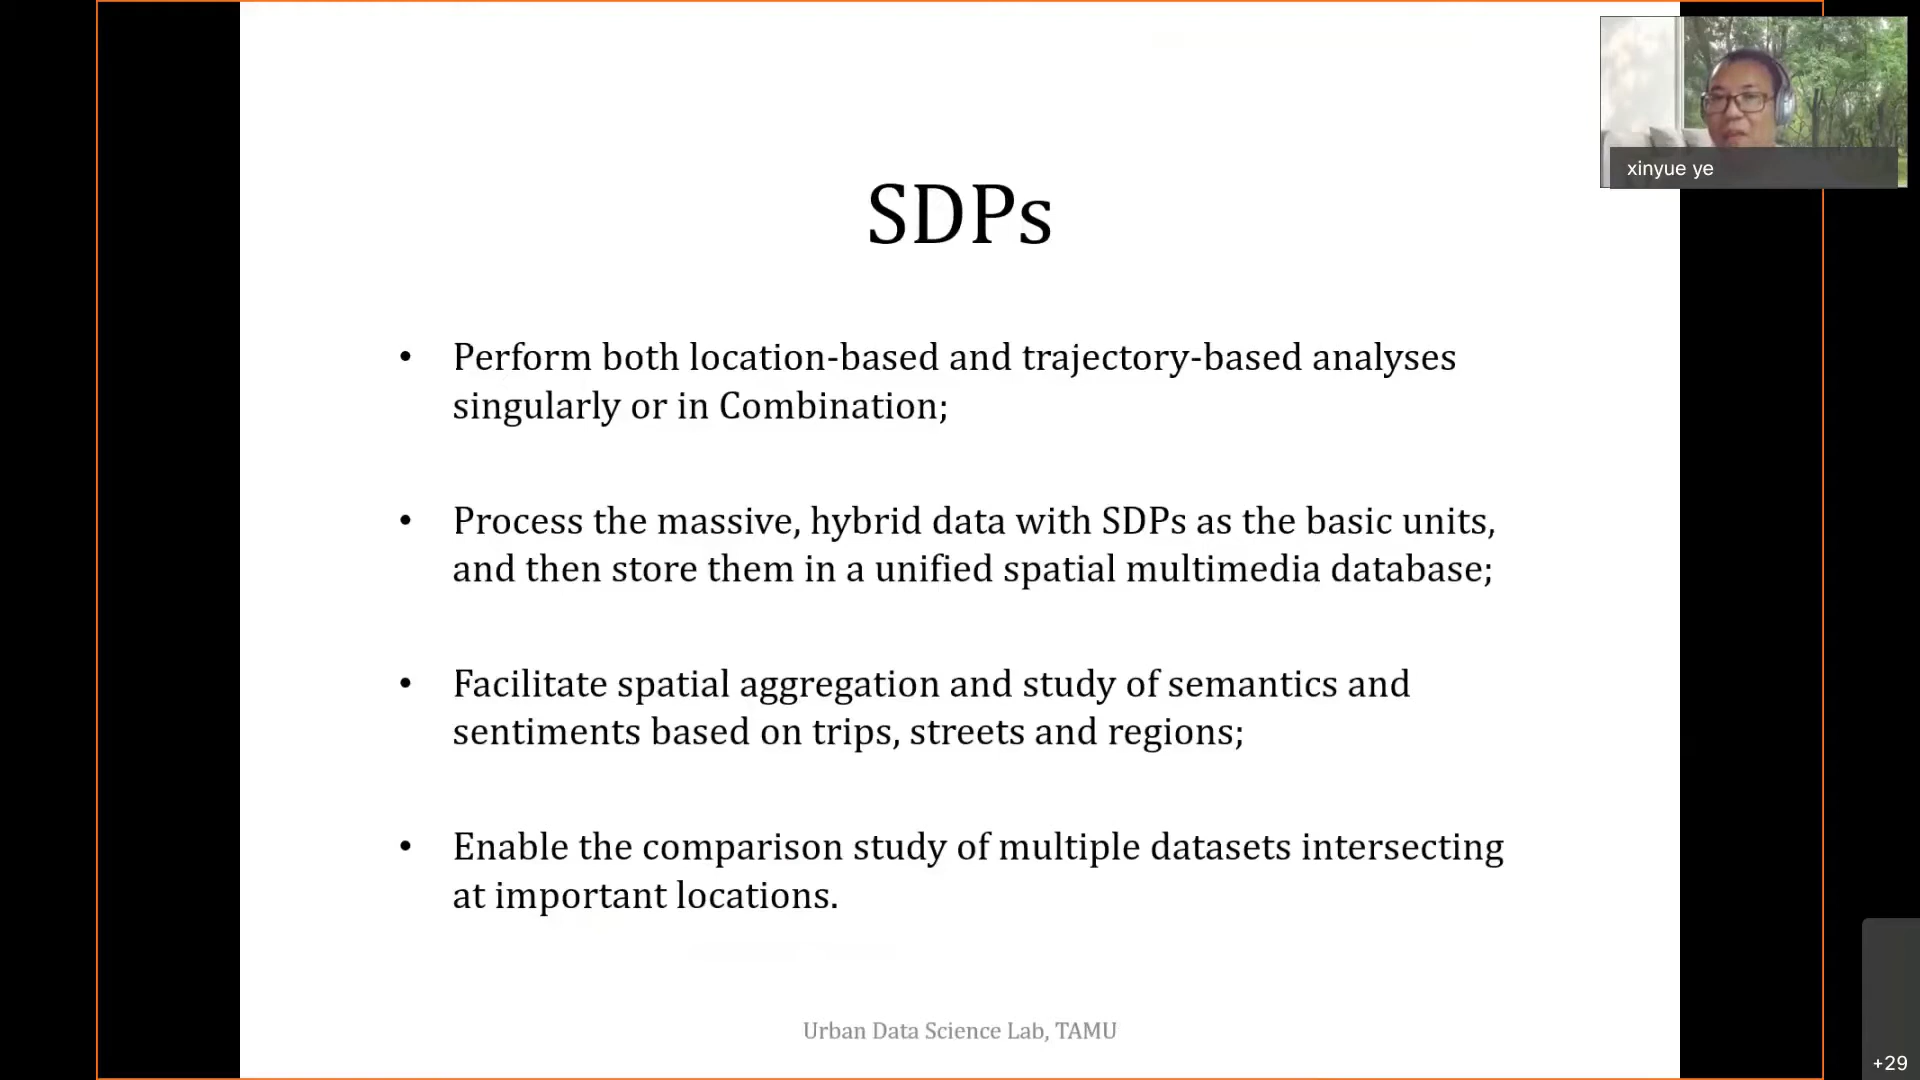 xinyue ye
SDPs
• Perform both location-based and trajectory-based analyses
singularly or in Combination;
• Process the massive, hybrid data with SDPs as the basic units,
and then store them in a unified spatial multimedia database;
• Facilitate spatial aggregation and study of semantics and
sentiments based on trips, streets and regions;
• Enable the comparison study of multiple datasets intersecting
at important locations.
Urban Data Science Lab, TAMU
+29